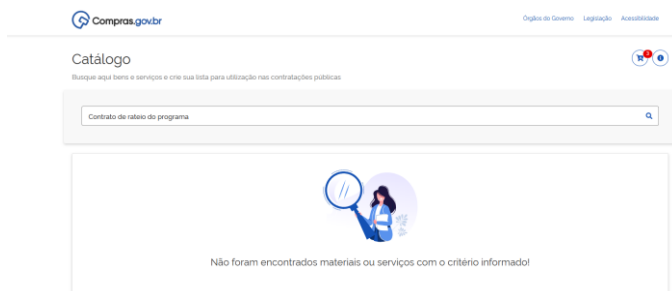 Compras.gov.br
Órgãos do Governo Legislação Acessibilidade
Catálogo
3
Busque aqui bens e serviços e crie sua lista para utilização nas contratações públicas
Contrato de rateio do programa
Não foram encontrados materiais ou serviços com o critério informado!